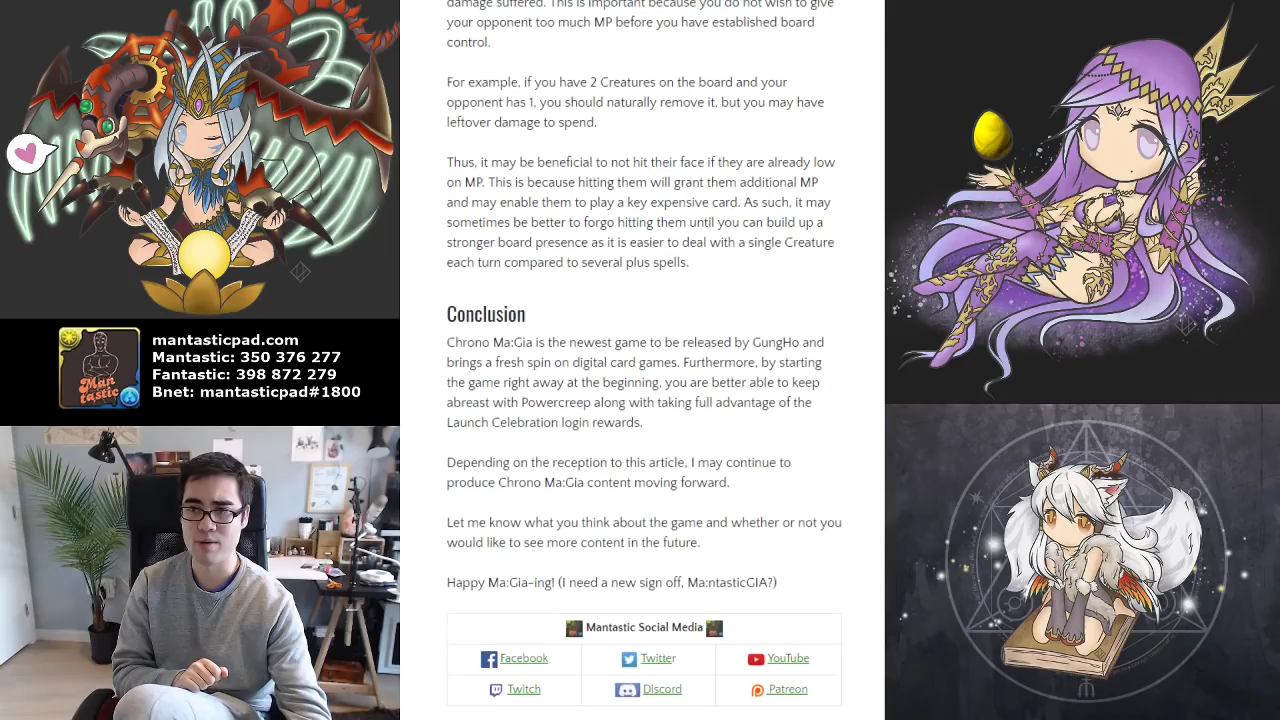 damage suffered. This is important because you do not wish to give
your opponent too much MP before you have established board
control.
For example, if you have 2 Creatures on the board and your
opponent has 1, you should naturally remove it, but you may have
leftover damage to spend.
Thus, it may be beneficial to not hit their face if they are already low
on MP. This is because hitting them will grant them additional MP
and may enable them to play a key expensive card. As such, it may
sometimes be better to forgo hitting them until you can build up a
stronger board presence as it is easier to deal with a single Creature
each turn compared to several plus spells.
Conclusion
Chrono Ma:Gia is the newest game to be released by GungHo and
brings a fresh spin on digital card games. Furthermore, by starting
the game right away at the beginning, you are better able to keep
abreast with Powercreep along with taking full advantage of the
Launch Celebration login rewards.
Depending on the reception to this article, I may continue to
produce Chrono Ma:Gia content moving forward.
Let me know what you think about the game and whether or not you
would like to see more content in the future.
Happy Ma:Gia-ing! (I need a new sign off, Ma:ntasticGIA?)
Mantastic Social Media
Facebook Twitter YouTube
Twitch Discord Patreon
Man
tastic
mantasticpad.com
Mantastic: 350 376 277
Fantastic: 398 872 279
Bnet: mantasticpad#1800